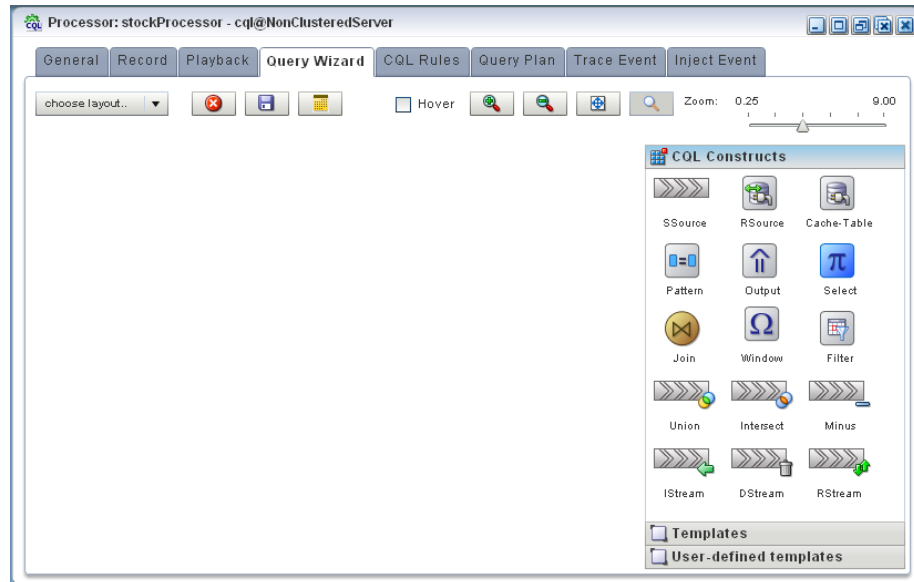 CQL Processor: stockProcessor - cql@NonClusteredServer
General Record Playback Query Wizard CQL Rules Query Plan Trace Event Inject Event
choose layout.. Hover Zoom: 0.25 9.00
CQL Constructs
SSource RSource Cache-Table
Pattern Output Select
π
Join Window Filter
Ω
Union Intersect Minus
IStream DStream RStream
Templates
User-defined templates